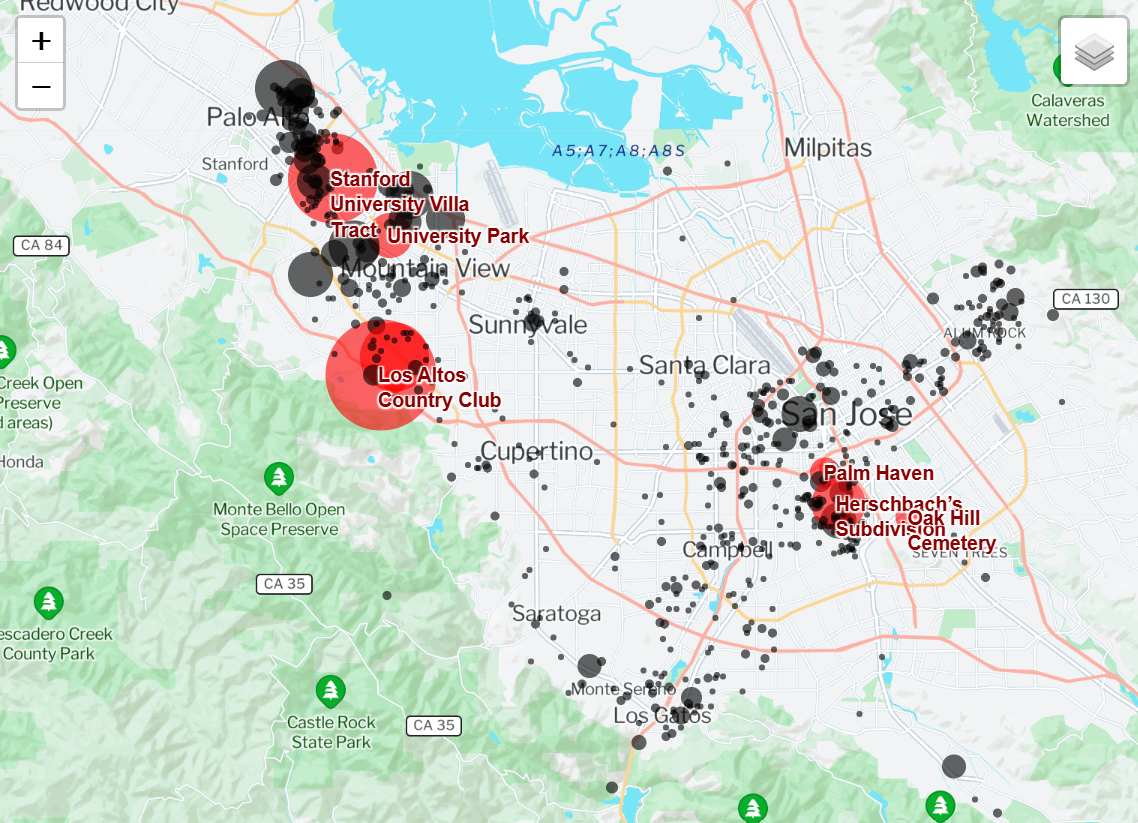 Redwood City
+
−
Calaveras
Watershed
Palo Alto
Milpitas
A5;A7;A8;A8S
Stanford
Stanford
University Villa
Tract
University Park
CA 84
Mountain View
CA 130
Sunnyvale
ALUM ROCK
Creek Open
Preserve
d areas)
Santa Clara
Los Altos
Country Club
San Jose
Honda
Cupertino
Palm Haven
Monte Bello Open
Space Preserve
Herschbach's
Subdivision
Oak Hill
Cemetery
SEVEN TREES
Campbell
CA 35
Saratoga
escadero Creek
County Park
Monte Sereno
Los Gatos
Castle Rock
State Park
CA 35